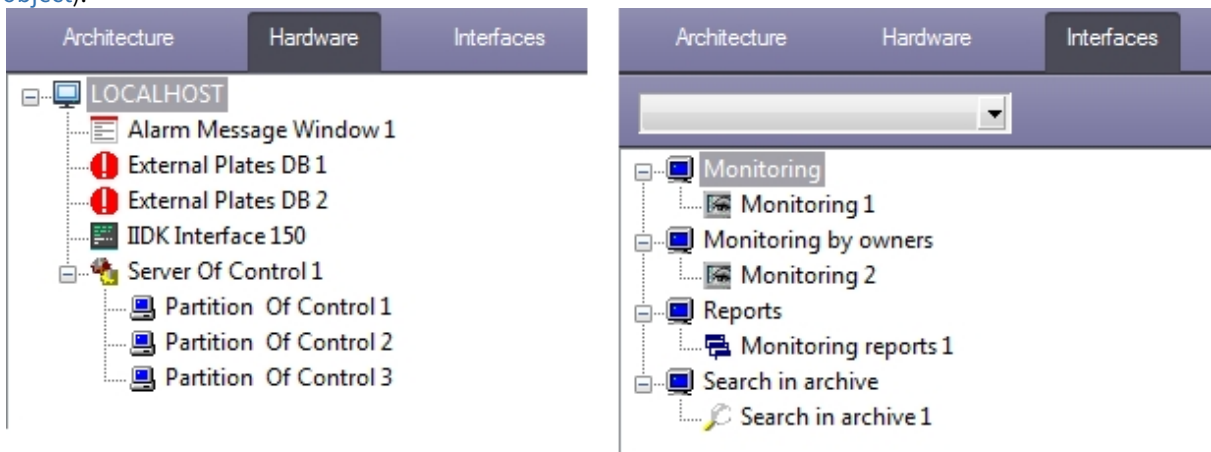 object).
Architecture Hardware Interfaces
LOCALHOST
Alarm Message Window 1
External Plates DB 1
External Plates DB 2
IIDK Interface 150
Server Of Control 1
Partition Of Control 1
Partition Of Control 2
Partition Of Control 3
Architecture Hardware Interfaces
Monitoring
Monitoring 1
Monitoring by owners
Monitoring 2
Reports
Monitoring reports 1
Search in archive
Search in archive 1